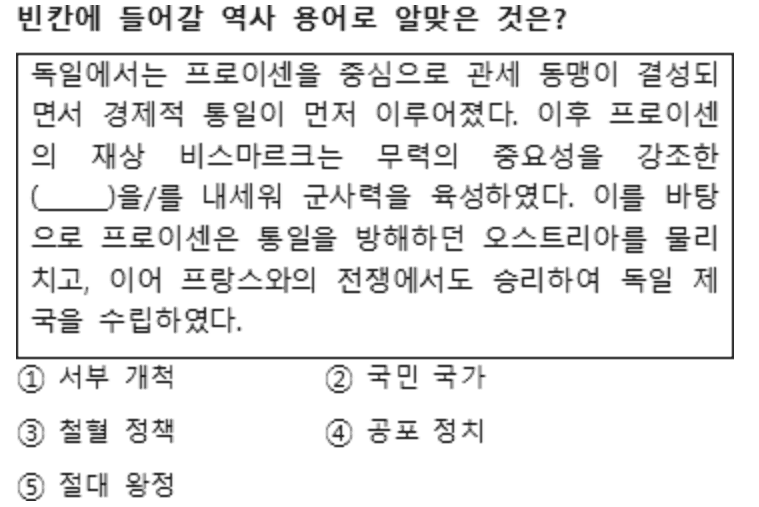 빈칸에 들어갈 역사 용어로 알맞은 것은?
독일에서는 프로이센을 중심으로 관세 동맹이 결성되
면서 경제적 통일이 먼저 이루어졌다. 이후 프로이센
의 재상 비스마르크는 무력의 중요성을 강조한
(____)을/를 내세워 군사력을 육성하였다. 이를 바탕
으로 프로이센은 통일을 방해하던 오스트리아를 물리
치고, 이어 프랑스와의 전쟁에서도 승리하여 독일 제
국을 수립하였다.
① 서부 개척 ② 국민 국가
③ 철혈 정책 ④ 공포 정치
⑤ 절대 왕정